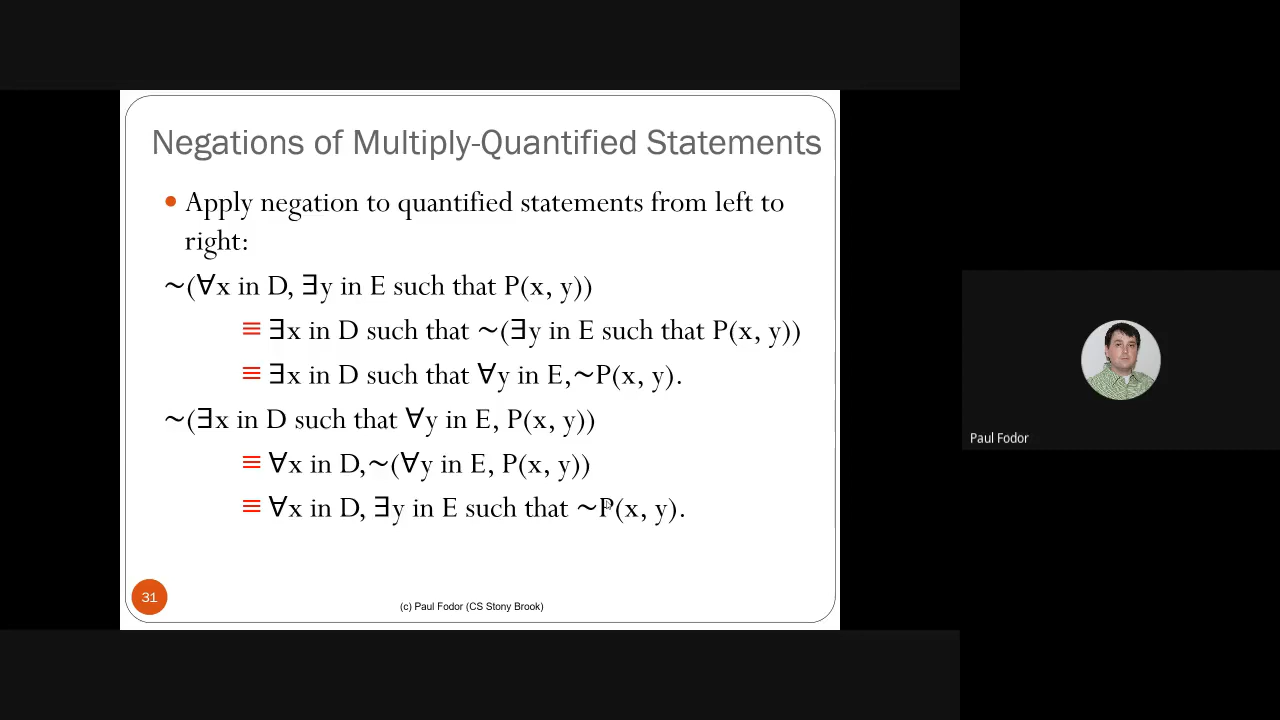 Negations of Multiply-Quantified Statements
• Apply negation to quantified statements from left to
right:
~(∀x in D, ∃y in E such that P(x, y))
≡ ∃x in D such that ~(∃y in E such that P(x, y))
≡ ∃x in D such that ∀y in E,~P(x, y).
~(∃x in D such that ∀y in E, P(x, y))
≡ ∀x in D,~(∀y in E, P(x, y))
≡ ∀x in D, ∃y in E such that ~P(x, y).
31
(c) Paul Fodor (CS Stony Brook)
Paul Fodor